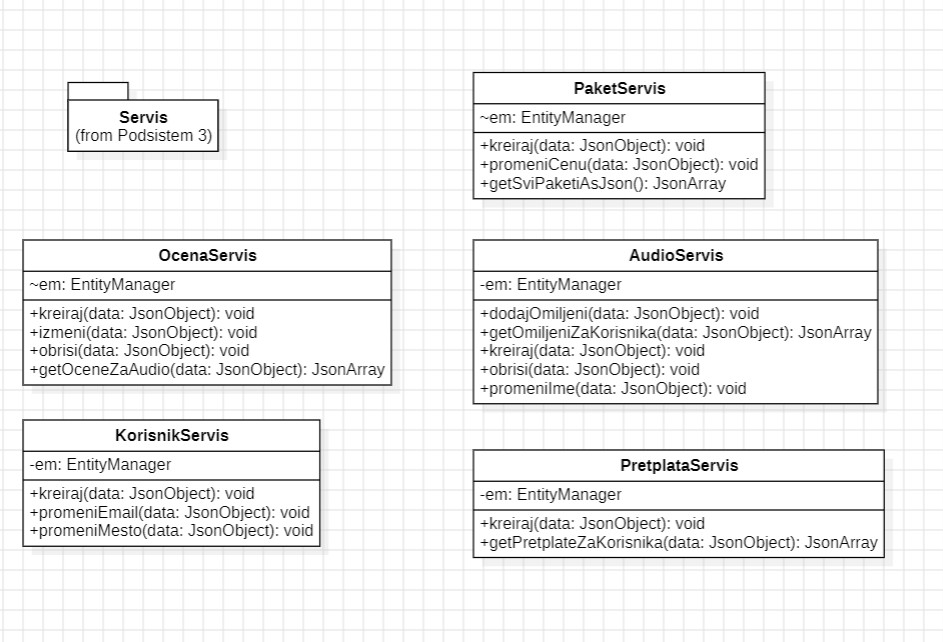 Servis
(from Podsistem 3)
PaketServis
~em: EntityManager
+kreiraj(data: JsonObject): void
+promeniCenu(data: JsonObject): void
+getSviPaketiAsJson(): JsonArray
OcenaServis
~em: EntityManager
+kreiraj(data: JsonObject): void
+izmeni(data: JsonObject): void
+obrisi(data: JsonObject): void
+getOceneZaAudio(data: JsonObject): JsonArray
AudioServis
-em: EntityManager
+dodajOmiljeni(data: JsonObject): void
+getOmiljeniZaKorisnika(data: JsonObject): JsonArray
+kreiraj(data: JsonObject): void
+obrisi(data: JsonObject): void
+promeniIme(data: JsonObject): void
KorisnikServis
-em: EntityManager
+kreiraj(data: JsonObject): void
+promeniEmail(data: JsonObject): void
+promeniMesto(data: JsonObject): void
PretplataServis
-em: EntityManager
+kreiraj(data: JsonObject): void
+getPretplateZaKorisnika(data: JsonObject): JsonArray